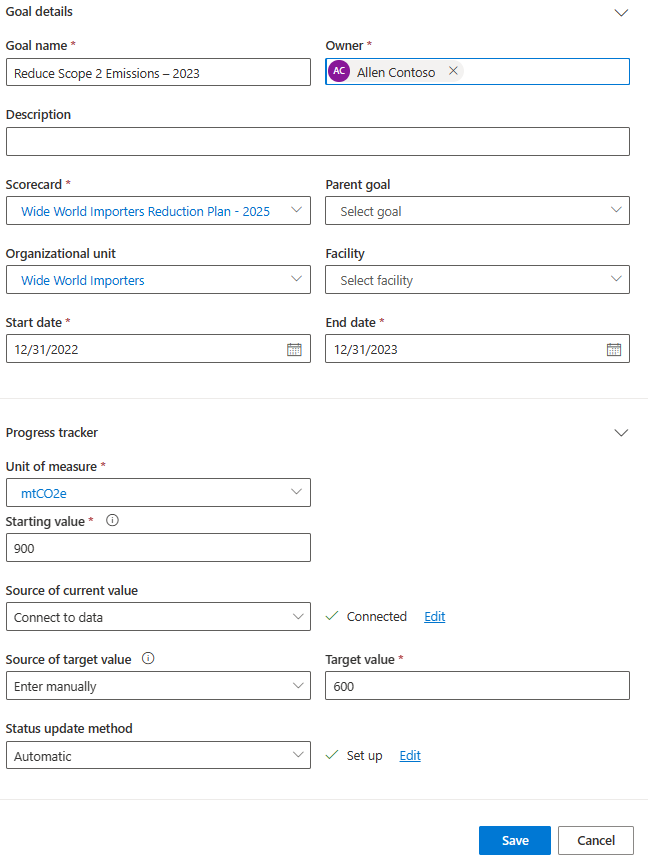 Goal details
Goal name *
Owner *
Reduce Scope 2 Emissions – 2023
AC Allen Contoso
Description
Scorecard *
Parent goal
Wide World Importers Reduction Plan - 2025
Select goal
Organizational unit
Facility
Wide World Importers
Select facility
Start date *
End date *
12/31/2022
12/31/2023
Progress tracker
Unit of measure *
mtCO2e
Starting value *
900
Source of current value
Connect to data
Connected Edit
Source of target value
Target value *
Enter manually
600
Status update method
Automatic
Set up Edit
Save
Cancel